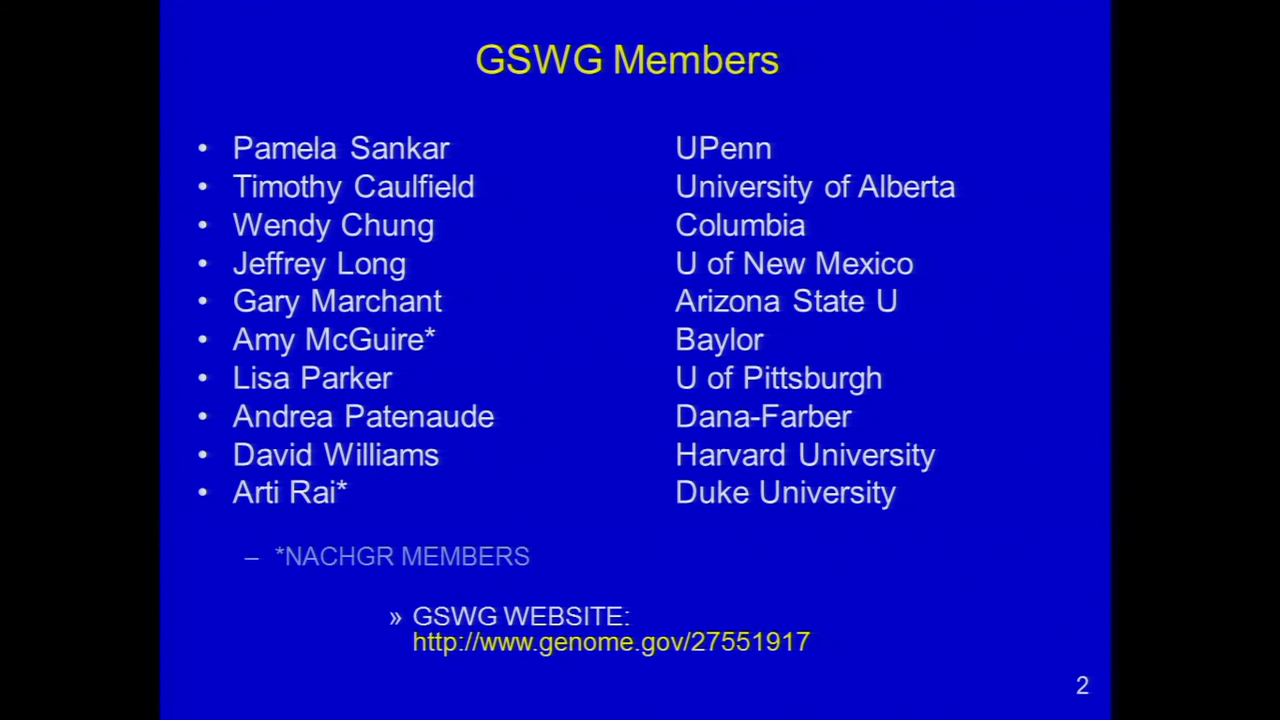 GSWG Members
• Pamela Sankar UPenn
• Timothy Caulfield University of Alberta
• Wendy Chung Columbia
• Jeffrey Long U of New Mexico
• Gary Marchant Arizona State U
• Amy McGuire* Baylor
• Lisa Parker U of Pittsburgh
• Andrea Patenaude Dana-Farber
• David Williams Harvard University
• Arti Rai* Duke University
– *NACHGR MEMBERS
» GSWG WEBSITE:
http://www.genome.gov/27551917
2